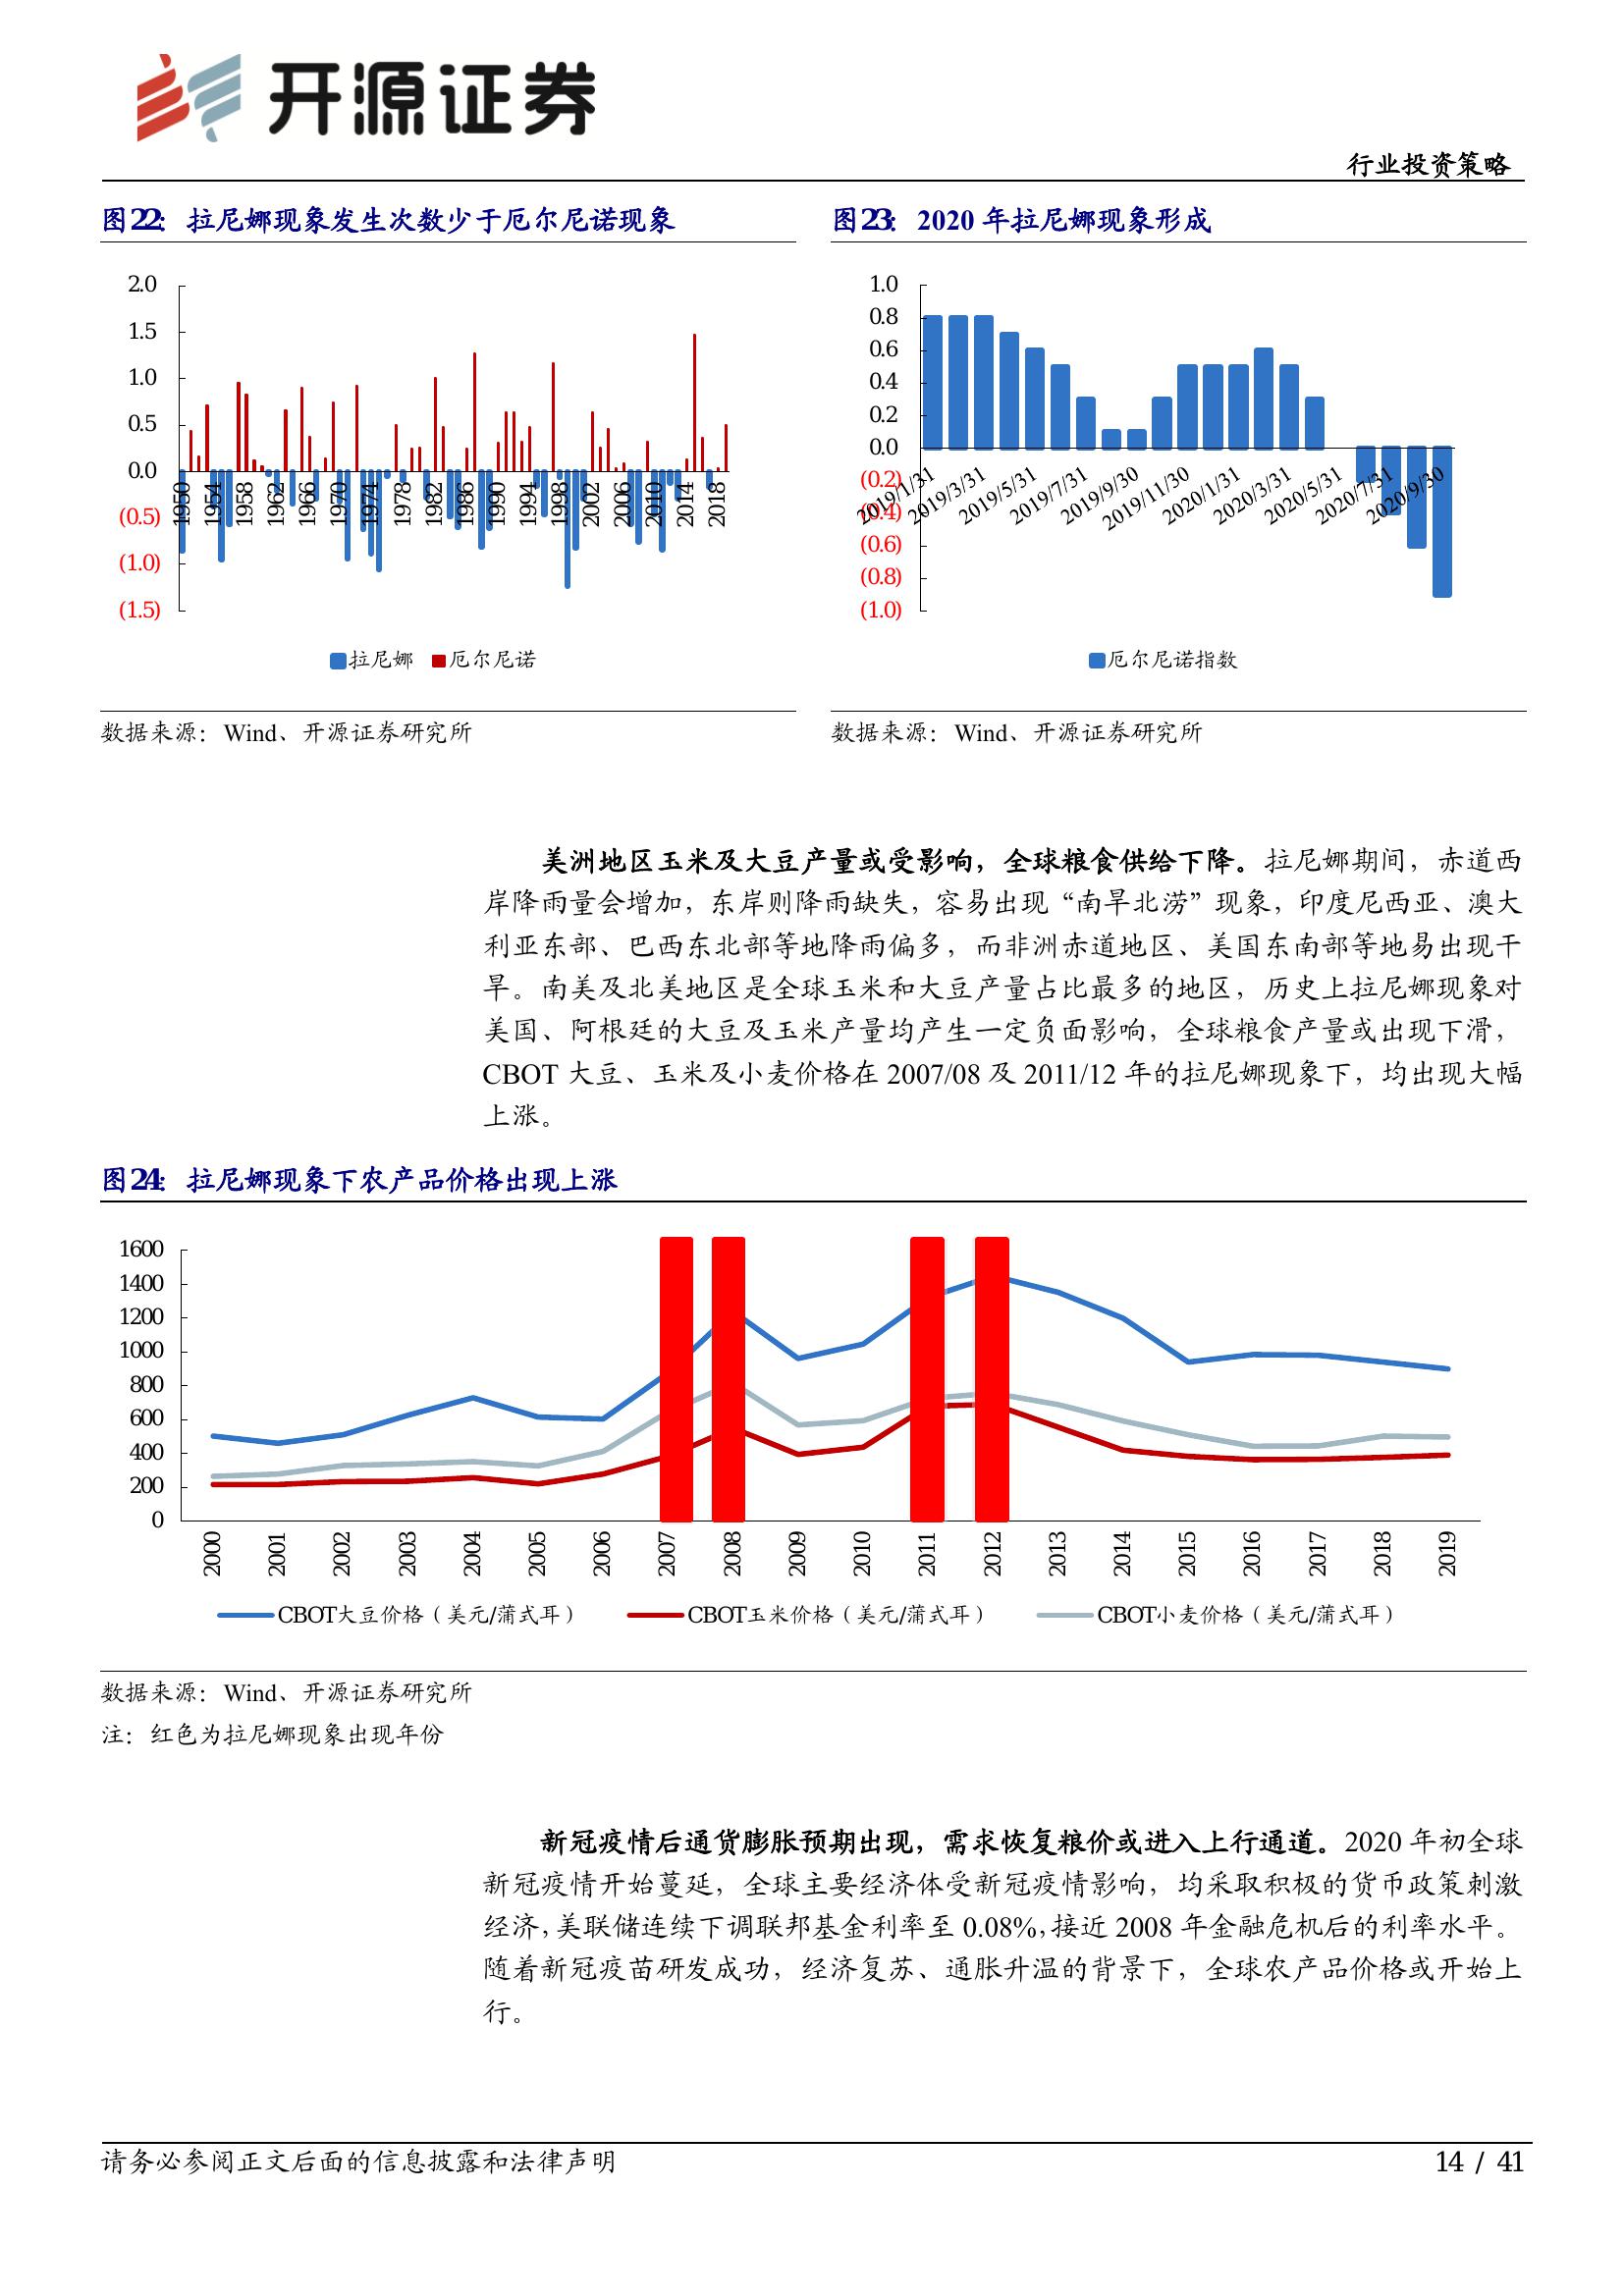 开源证券
行业投资策略
图22：拉尼娜现象发生次数少于厄尔尼诺现象
图23：2020 年拉尼娜现象形成
2.0
1.5
1.0
0.5
0.0
(0.5)
(1.0)
(1.5)
1950
1954
1958
1962
1966
1970
1974
1978
1982
1986
1990
1994
1998
2002
2006
2010
2014
2018
拉尼娜 厄尔尼诺
1.0
0.8
0.6
0.4
0.2
0.0
(0.2)
(0.4)
(0.6)
(0.8)
(1.0)
2019/1/31
2019/3/31
2019/5/31
2019/7/31
2019/9/30
2019/11/30
2020/1/31
2020/3/31
2020/5/31
2020/7/31
2020/9/30
厄尔尼诺指数
数据来源：Wind、开源证券研究所
数据来源：Wind、开源证券研究所
美洲地区玉米及大豆产量或受影响，全球粮食供给下降。拉尼娜期间，赤道西
岸降雨量会增加，东岸则降雨缺失，容易出现“南旱北涝”现象，印度尼西亚、澳大
利亚东部、巴西东北部等地降雨偏多，而非洲赤道地区、美国东南部等地易出现干
旱。南美及北美地区是全球玉米和大豆产量占比最多的地区，历史上拉尼娜现象对
美国、阿根廷的大豆及玉米产量均产生一定负面影响，全球粮食产量或出现下滑，
CBOT 大豆、玉米及小麦价格在 2007/08 及 2011/12 年的拉尼娜现象下，均出现大幅
上涨。
图24：拉尼娜现象下农产品价格出现上涨
1600
1400
1200
1000
800
600
400
200
0
2000
2001
2002
2003
2004
2005
2006
2007
2008
2009
2010
2011
2012
2013
2014
2015
2016
2017
2018
2019
CBOT大豆价格（美元/蒲式耳） CBOT玉米价格（美元/蒲式耳） CBOT小麦价格（美元/蒲式耳）
数据来源：Wind、开源证券研究所
注：红色为拉尼娜现象出现年份
新冠疫情后通货膨胀预期出现，需求恢复粮价或进入上行通道。2020 年初全球
新冠疫情开始蔓延，全球主要经济体受新冠疫情影响，均采取积极的货币政策刺激
经济，美联储连续下调联邦基金利率至 0.08%，接近 2008 年金融危机后的利率水平。
随着新冠疫苗研发成功，经济复苏、通胀升温的背景下，全球农产品价格或开始上
行。
请务必参阅正文后面的信息披露和法律声明
14 / 41